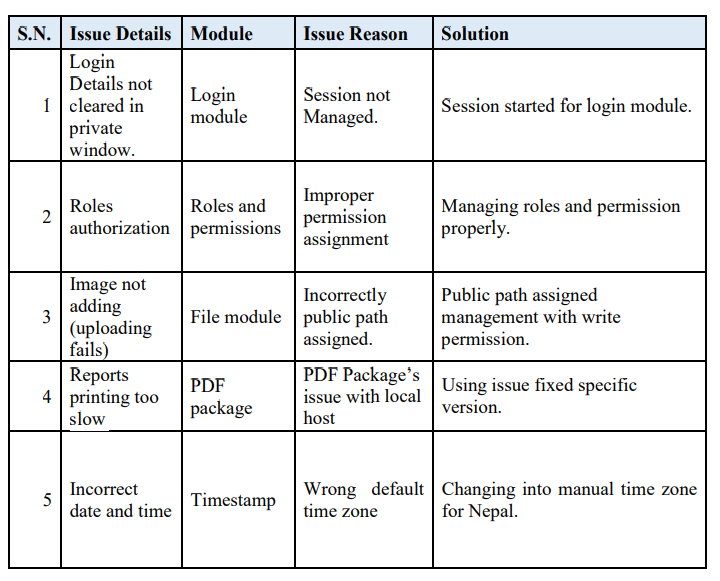 S.N. Issue Details Module Issue Reason Solution
1
Login
Details not
cleared in
private
window.
Login
module
Session not
Managed.
Session started for login module.
2
Roles
authorization
Roles and
permissions
Improper
permission
assignment
Managing roles and permission
properly.
3
Image not
adding
(uploading
fails)
File module
Incorrectly
public path
assigned.
Public path assigned
management with write
permission.
4
Reports
printing too
slow
PDF
package
PDF Package’s
issue with local
host
Using issue fixed specific
version.
5
Incorrect
date and time
Timestamp
Wrong default
time zone
Changing into manual time zone
for Nepal.